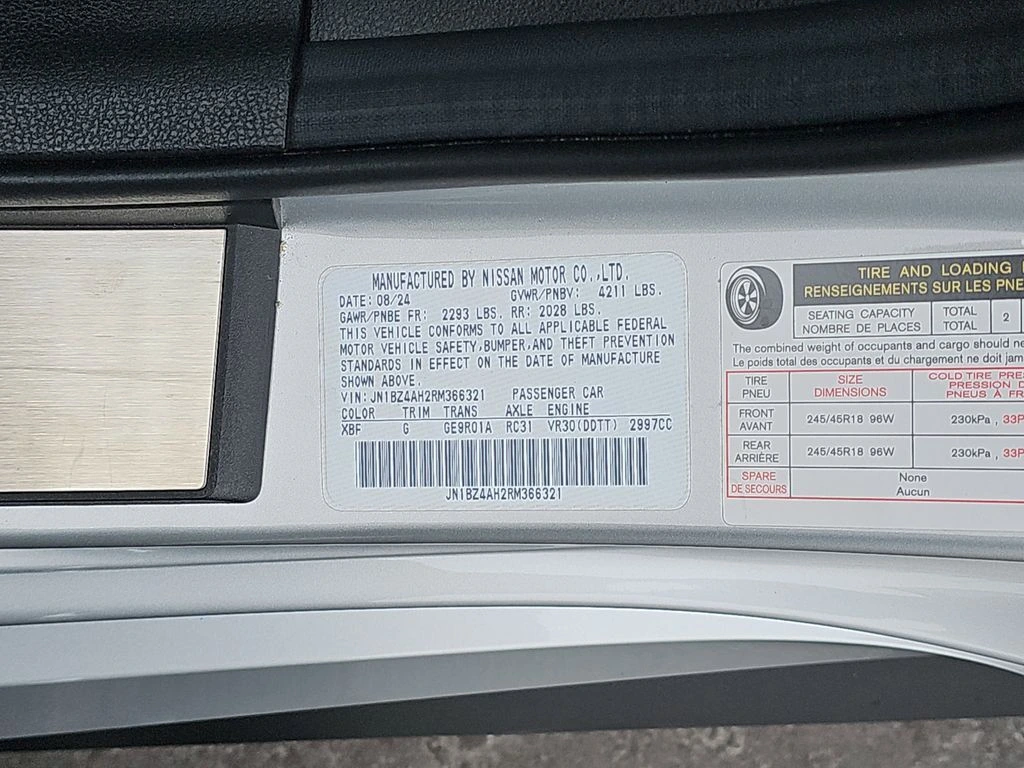 MANUFACTURED BY NISSAN MOTOR CO.,LTD.
DATE: 08/24 GVWR/PNBV: 4211 LBS.
GAWR/PNBE FR: 2293 LBS. RR: 2028 LBS.
THIS VEHICLE CONFORMS TO ALL APPLICABLE FEDERAL
MOTOR VEHICLE SAFETY,BUMPER,AND THEFT PREVENTION
STANDARDS IN EFFECT ON THE DATE OF MANUFACTURE
SHOWN ABOVE.
VIN:JN1BZ4AH2RM366321 PASSENGER CAR
COLOR TRIM TRANS AXLE ENGINE
XBF G GE9R01A RC31 VR30(DDTT) 2997CC
JN1BZ4AH2RM366321
TIRE AND LOADING
RENSEIGNEMENTS SUR LES
SEATING CAPACITY TOTAL 2
NOMBRE DE PLACES TOTAL
The combined weight of occupants and cargo should
Le poids total des occupants et du chargement ne doit
TIRE SIZE COLD TIRE
PNEU DIMENSIONS PRESSION
PNEUS À
FRONT 245/45R18 96W 230kPa ,
AVANT
REAR 245/45R18 96W 230kPa ,
ARRIÈRE
SPARE None
DE SECOURS Aucun